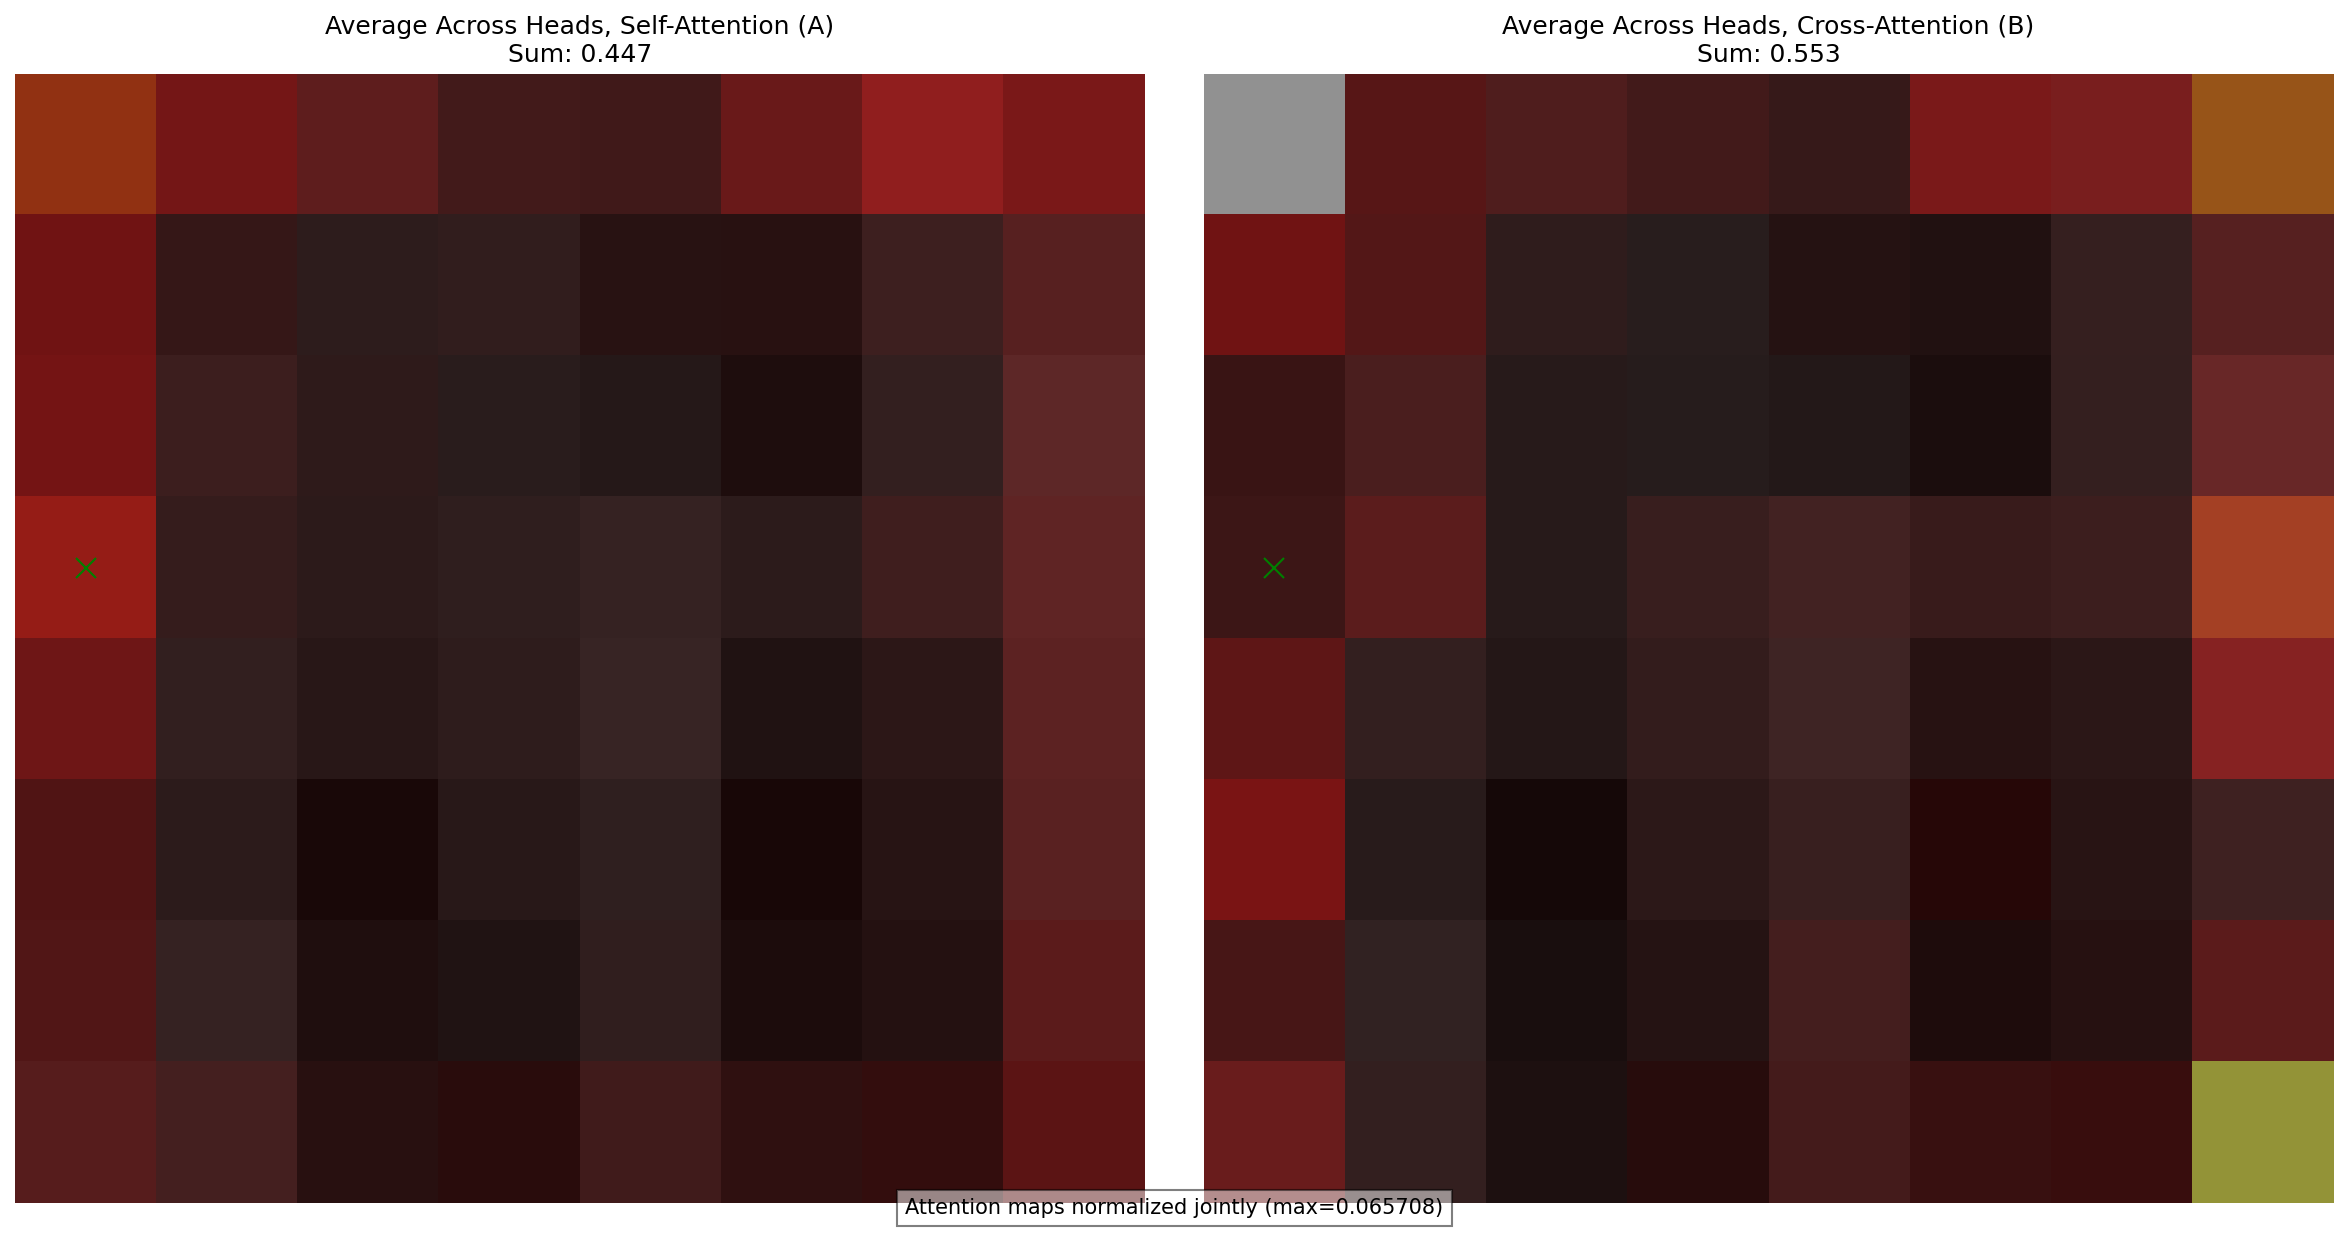 Average Across Heads, Self-Attention (A)
Sum: 0.447
Average Across Heads, Cross-Attention (B)
Sum: 0.553
Attention maps normalized jointly (max=0.065708)